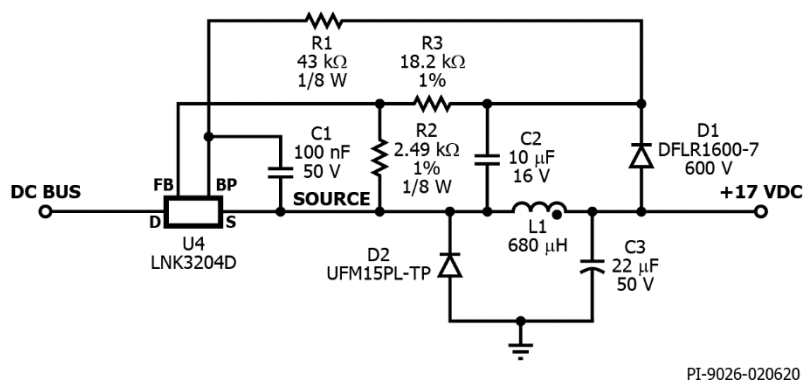 R1
43 kΩ
1/8 W
R3
18.2 kΩ
1%
C1
100 nF
50 V
R2
2.49 kΩ
1%
1/8 W
C2
10 μF
16 V
D1
DFLR1600-7
600 V
DC BUS
FB
BP
SOURCE
+17 VDC
D
S
U4
LNK3204D
D2
UFM15PL-TP
L1
680 μH
C3
22 μF
50 V
PI-9026-020620